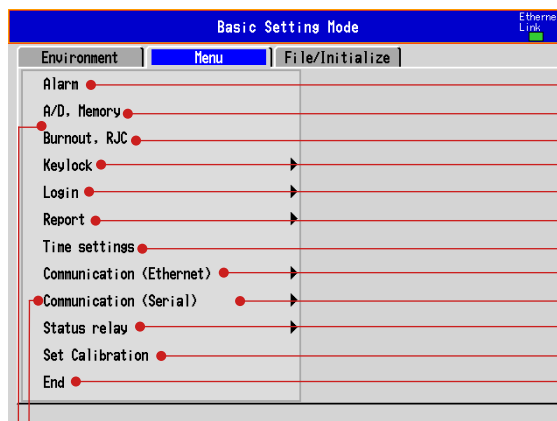 Basic Setting Mode
Etherne
Link
Environment Menu File/Initialize
Alarm
A/D, Memory
Burnout, RJC
Keylock
Login
Report
Time settings
Communication (Ethernet)
Communication (Serial)
Status relay
Set Calibration
End